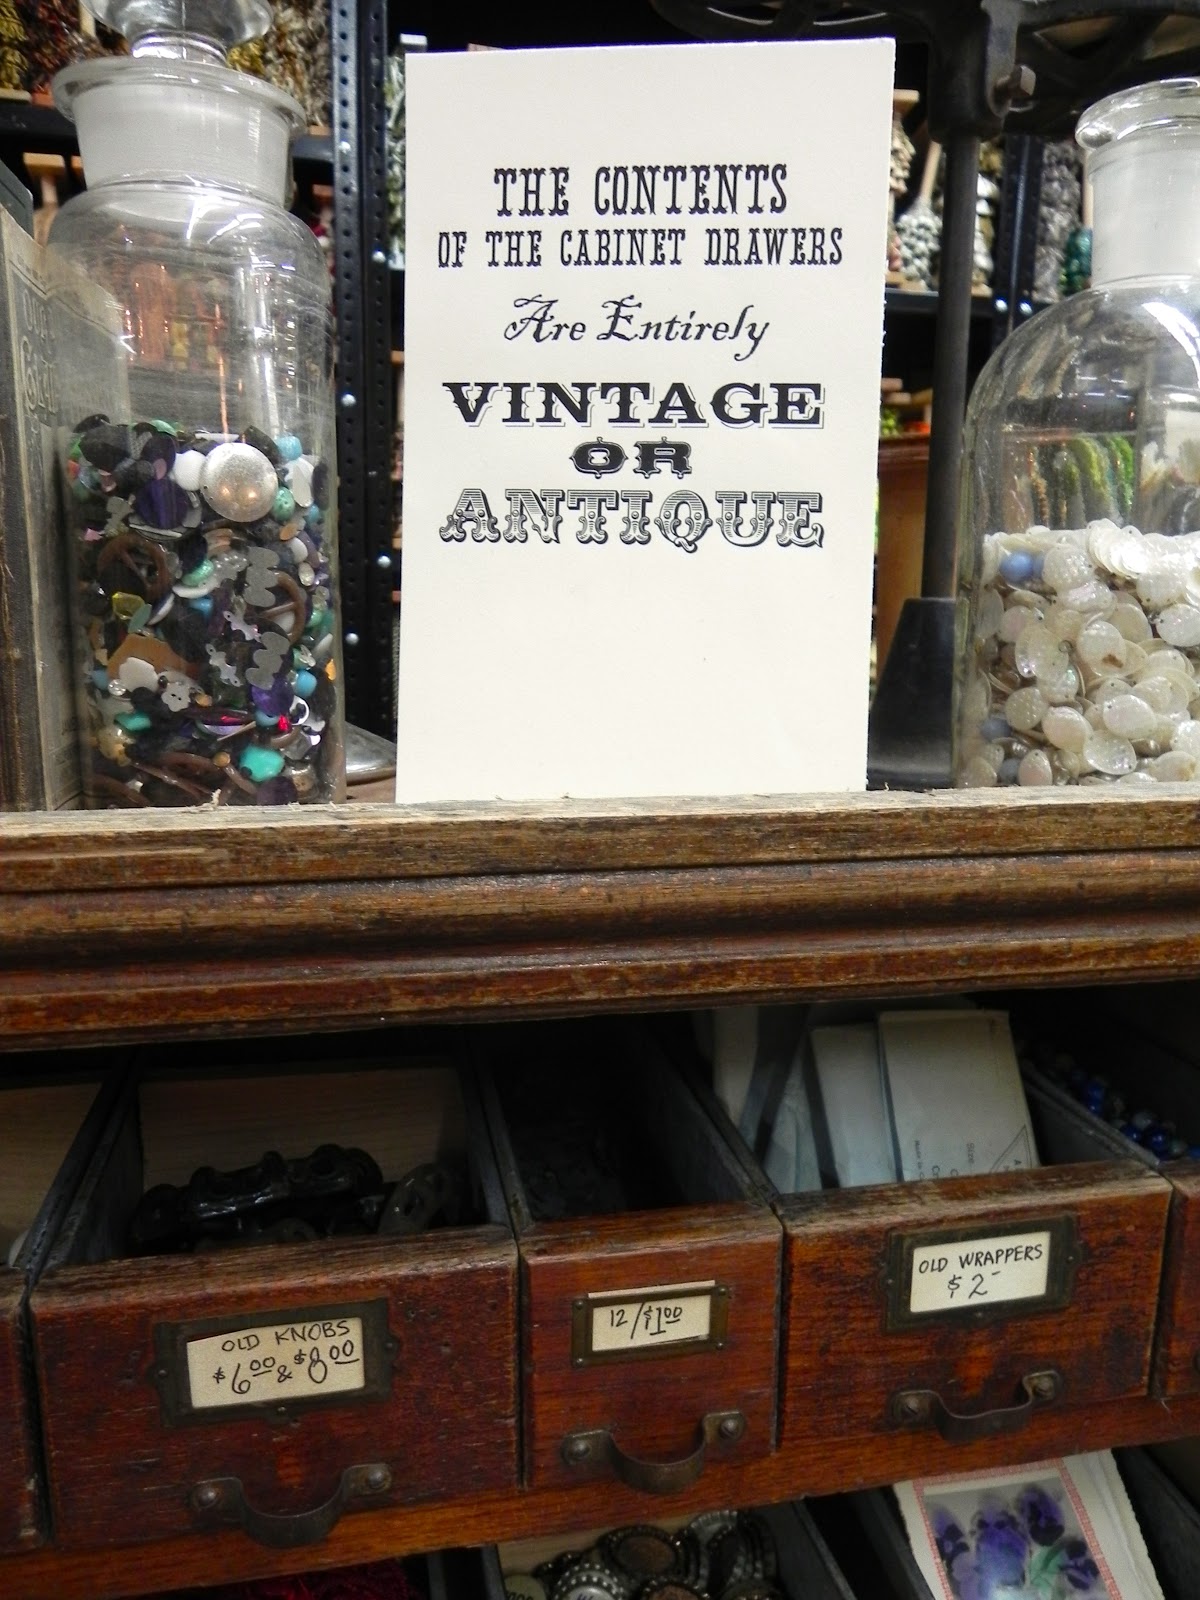 THE CONTENTS
OF THE CABINET DRAWERS
Are Entirely
VINTAGE
OR
ANTIQUE
OLD KNOBS
$6.00 & $8.00
12/$1.00
OLD WRAPPERS
$2-
Size